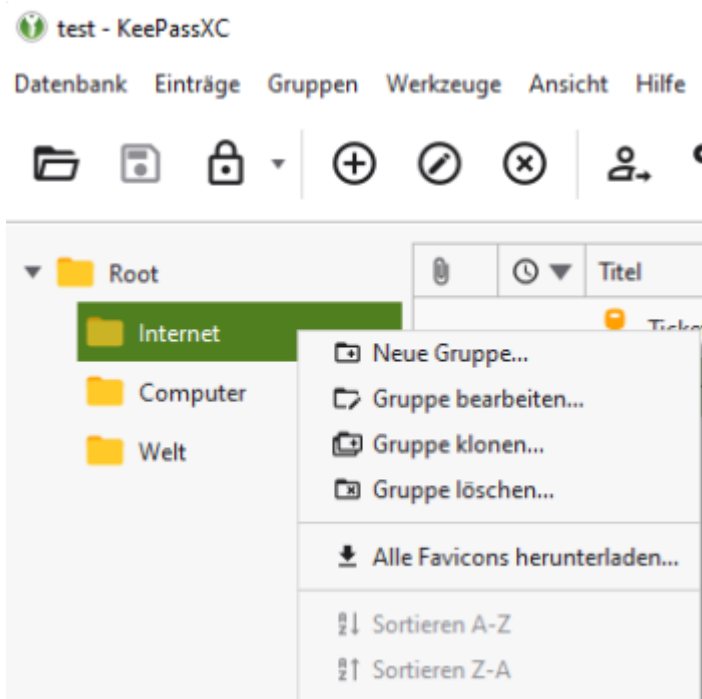 test - KeePassXC
Datenbank Einträge Gruppen Werkzeuge Ansicht Hilfe
Root
Titel
Internet
Computer
Welt
Neue Gruppe...
Gruppe bearbeiten...
Gruppe klonen...
Gruppe löschen...
Alle Favicons herunterladen...
Sortieren A-Z
Sortieren Z-A